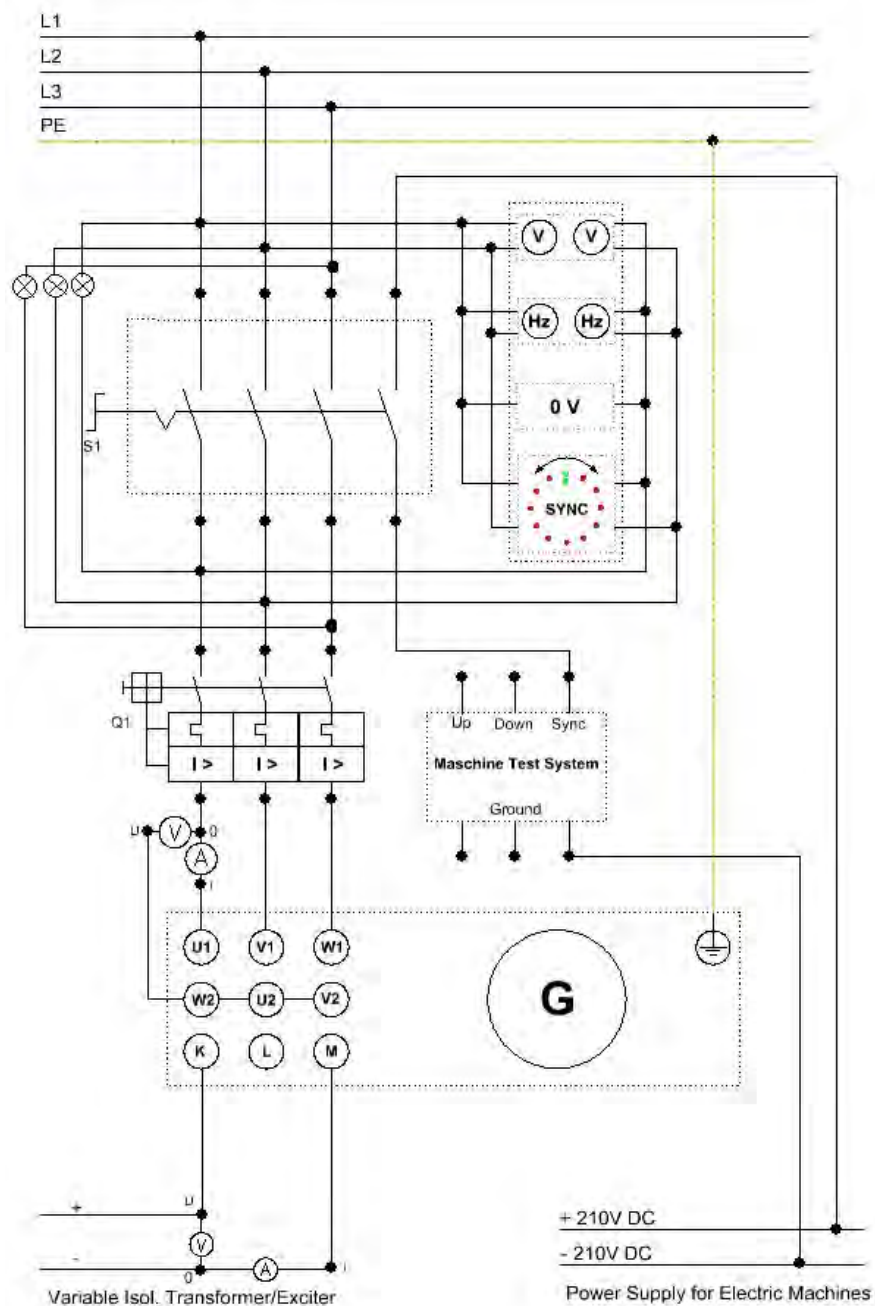 L1
L2
L3
PE
V V
Hz Hz
0 V
S1
SYNC
Q1
Up Down Sync
I > I > I >
Maschine Test System
Ground
U V 0
A
I
U1 V1 W1
W2 U2 V2
G
K L M
+ U
V
+ 210V DC
- 210V DC
- 0 A I
Variable Isol. Transformer/Exciter
Power Supply for Electric Machines